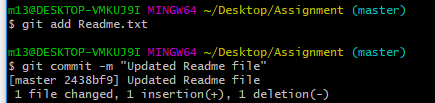 m13@DESKTOP-VMKUJ9I MINGW64 ~/Desktop/Assignment (master)
$ git add Readme.txt
m13@DESKTOP-VMKUJ9I MINGW64 ~/Desktop/Assignment (master)
$ git commit -m "Updated Readme file"
[master 2438bf9] Updated Readme file
1 file changed, 1 insertion(+), 1 deletion(-)